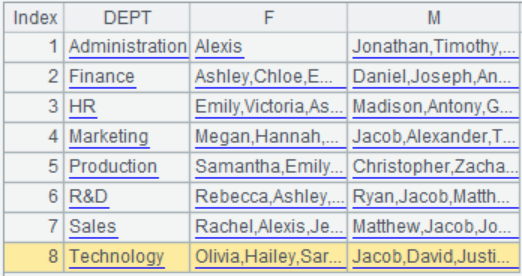 Index DEPT F M
1 Administration Alexis Jonathan,Timothy,...
2 Finance Ashley,Chloe,E... Daniel,Joseph,An...
3 HR Emily,Victoria,As... Madison,Antony,G...
4 Marketing Megan,Hannah,... Jacob,Alexander,T...
5 Production Samantha,Emily... Christopher,Zacha...
6 R&D Rebecca,Ashley,... Ryan,Jacob,Matth...
7 Sales Rachel,Alexis,Je... Matthew,Jacob,Jo...
8 Technology Olivia,Hailey,Sar... Jacob,David,Justi...